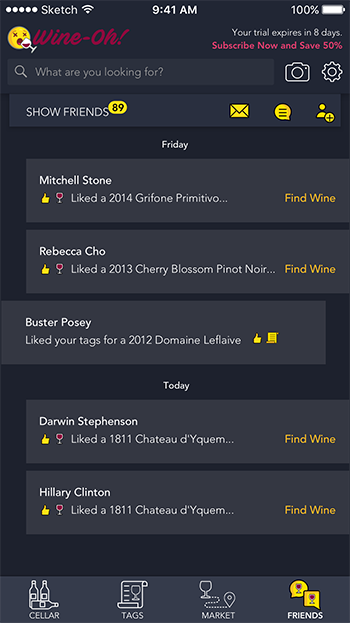 Sketch 9:41 AM 100%
Wine-Oh!
Your trial expires in 8 days.
Subscribe Now and Save 50%
What are you looking for?
SHOW FRIENDS 89
Friday
Mitchell Stone
Liked a 2014 Grifone Primitivo... Find Wine
Rebecca Cho
Liked a 2013 Cherry Blossom Pinot Noir... Find Wine
Buster Posey
Liked your tags for a 2012 Domaine Leflaive
Today
Darwin Stephenson
Liked a 1811 Chateau d'Yquem... Find Wine
Hillary Clinton
Liked a 1811 Chateau d'Yquem... Find Wine
CELLAR TAGS MARKET FRIENDS